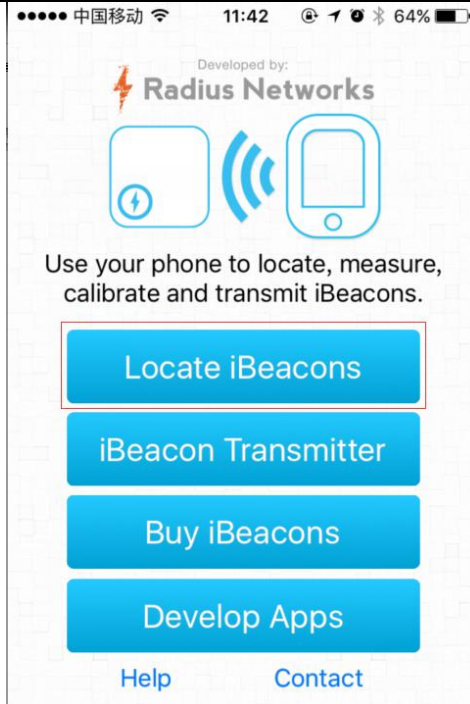 中国移动 11:42 64%
Developed by:
Radius Networks
Use your phone to locate, measure,
calibrate and transmit iBeacons.
Locate iBeacons
iBeacon Transmitter
Buy iBeacons
Develop Apps
Help Contact